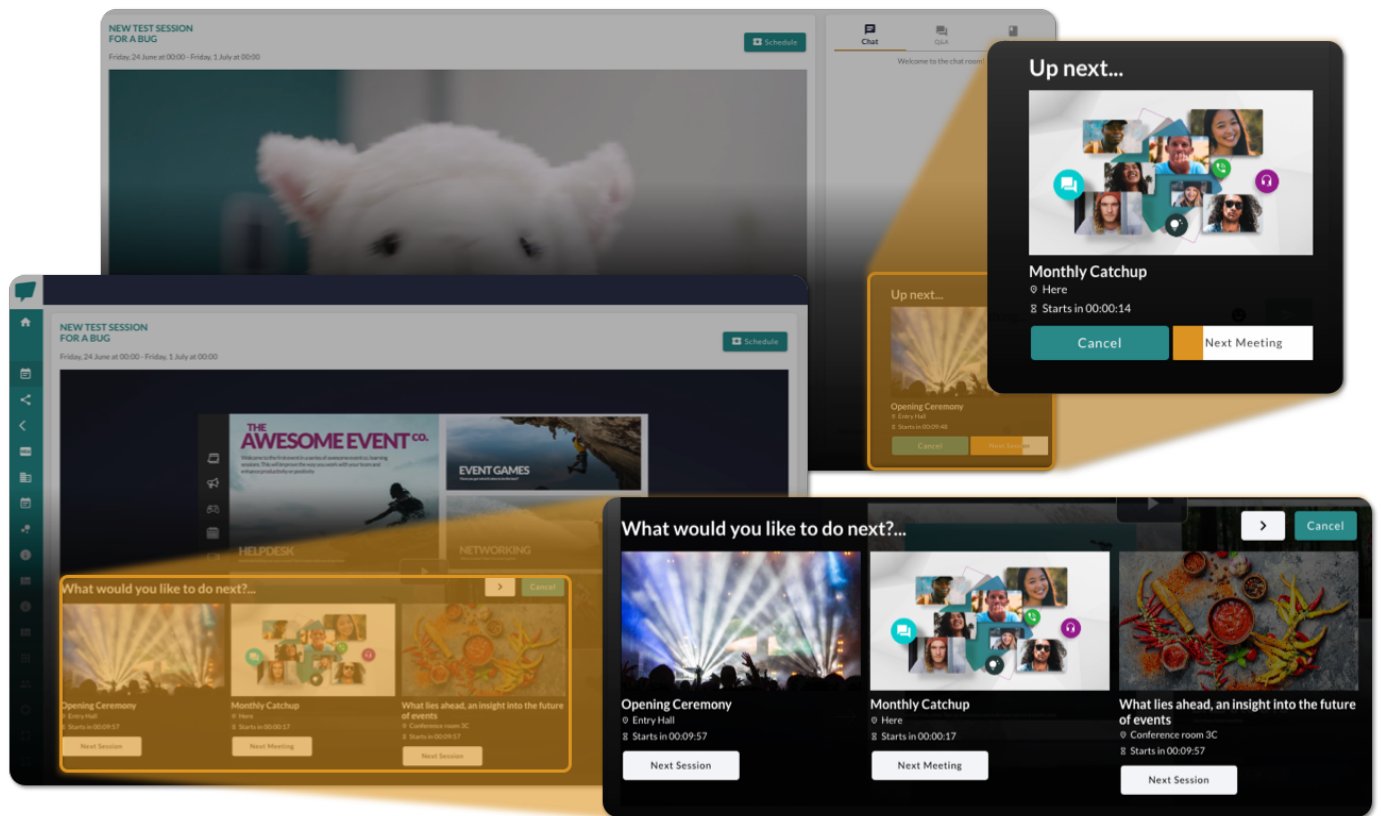 NEW TEST SESSION
FOR A BUG
Friday, 24 June at 00:00 - Friday, 1 July at 00:00
Schedule
Chat
Q&A
Welcome to the chat room!
Up next...
Opening Ceremony
Entry Hall
Starts in 00:09:48
Cancel
Next Session
Up next...
Monthly Catchup
Here
Starts in 00:00:14
Cancel
Next Meeting
NEW TEST SESSION
FOR A BUG
Friday, 24 June at 00:00 - Friday, 1 July at 00:00
Schedule
THE
AWESOME EVENT CO.
EVENT GAMES
HELPDESK
NETWORKING
What would you like to do next?...
Cancel
Opening Ceremony
Entry Hall
Starts in 00:09:57
Next Session
Monthly Catchup
Here
Starts in 00:00:17
Next Meeting
What lies ahead, an insight into the future
of events
Conference room 3C
Starts in 00:09:57
Next Session
What would you like to do next?...
Cancel
Opening Ceremony
Entry Hall
Starts in 00:09:57
Next Session
Monthly Catchup
Here
Starts in 00:00:17
Next Meeting
What lies ahead, an insight into the future
of events
Conference room 3C
Starts in 00:09:57
Next Session